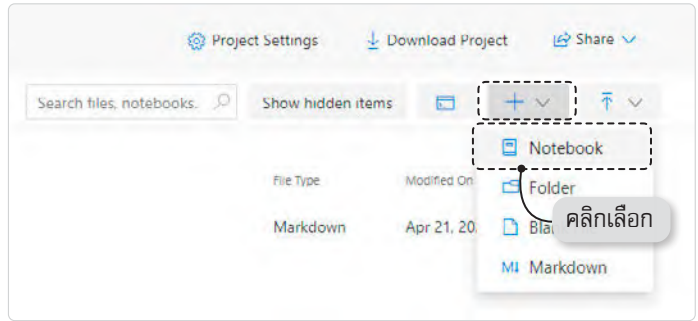 Project Settings Download Project Share
Search files, notebooks. Show hidden items
Notebook
File Type Modified On Folder
คลิกเลือก
Markdown Apr 21, 20
M↓ Markdown